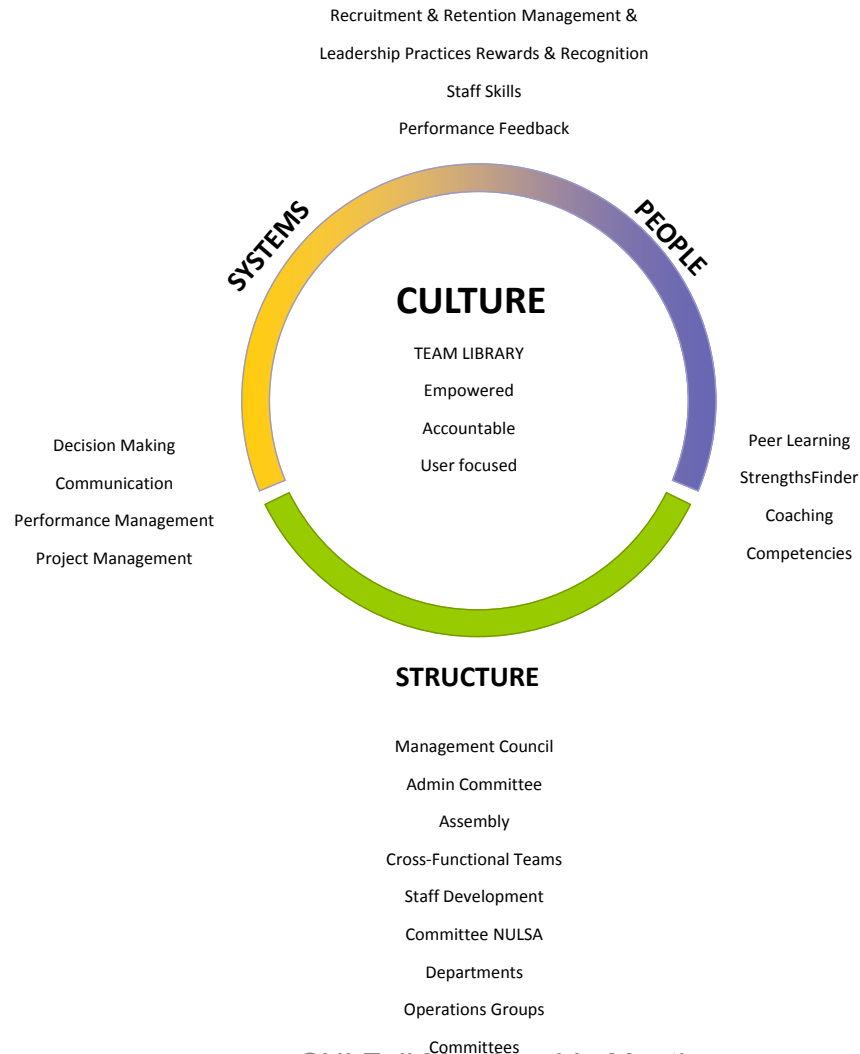 Recruitment & Retention Management &
Leadership Practices Rewards & Recognition
Staff Skills
Performance Feedback
SYSTEMS
PEOPLE
CULTURE
TEAM LIBRARY
Empowered
Accountable
User focused
Decision Making
Communication
Performance Management
Project Management
Peer Learning
StrengthsFinder
Coaching
Competencies
STRUCTURE
Management Council
Admin Committee
Assembly
Cross-Functional Teams
Staff Development
Committee NULSA
Departments
Operations Groups
Committees